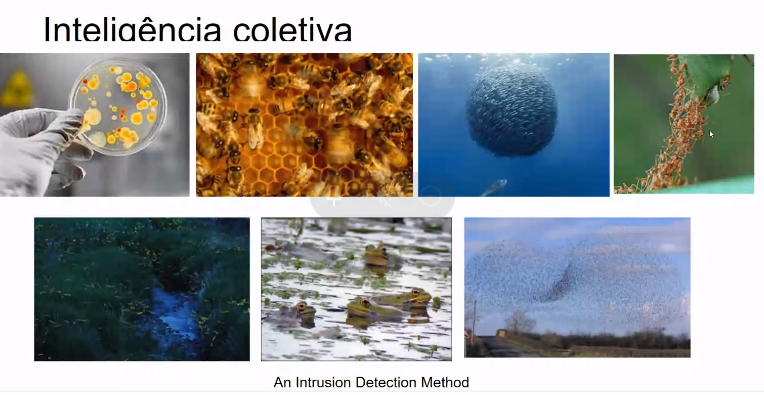 Inteligência coletiva
An Intrusion Detection Method